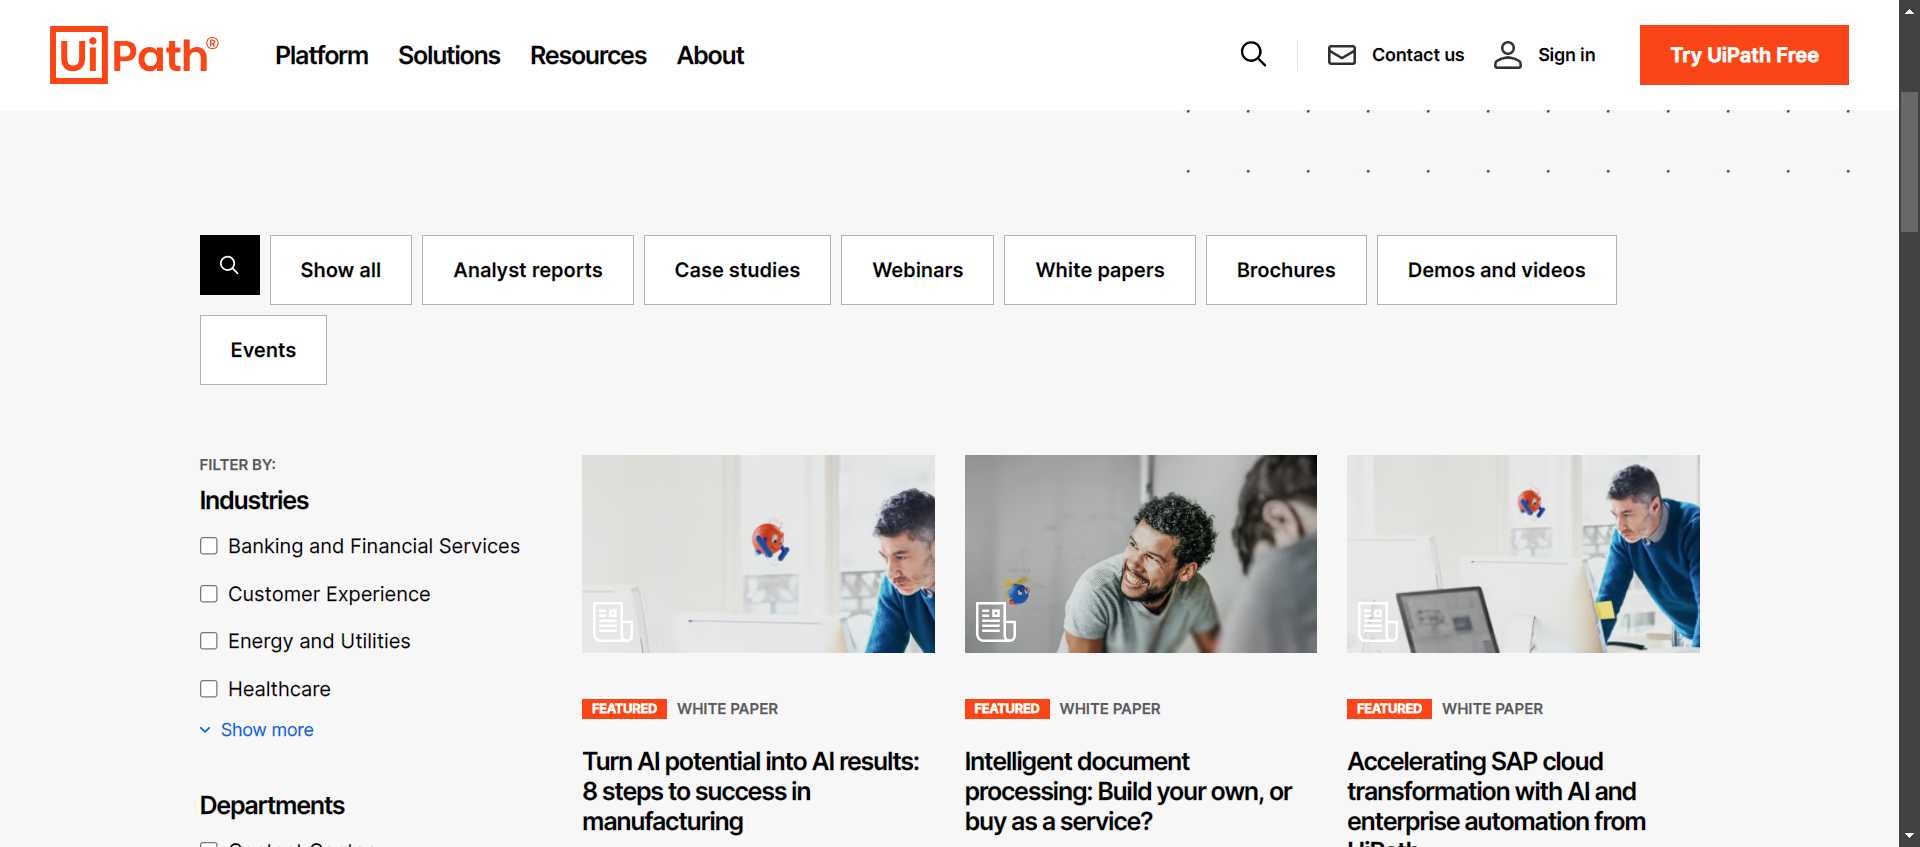 UiPath®
Platform
Solutions
Resources
About
Contact us
Sign in
Try UiPath Free
Show all
Analyst reports
Case studies
Webinars
White papers
Brochures
Demos and videos
Events
FILTER BY:
Industries
Banking and Financial Services
Customer Experience
Energy and Utilities
Healthcare
Show more
Departments
FEATURED WHITE PAPER
Turn AI potential into AI results:
8 steps to success in
manufacturing
FEATURED WHITE PAPER
Intelligent document
processing: Build your own, or
buy as a service?
FEATURED WHITE PAPER
Accelerating SAP cloud
transformation with AI and
enterprise automation from
UiPath